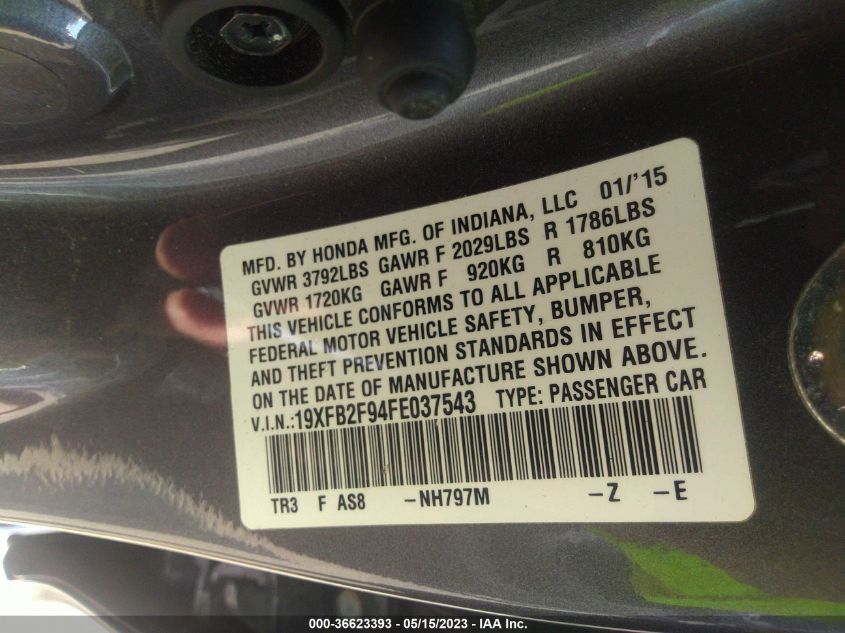 MFD. BY HONDA MFG. OF INDIANA, LLC 01/'15
GVWR 3792LBS GAWR F 2029LBS R 1786LBS
GVWR 1720KG GAWR F 920KG R 810KG
THIS VEHICLE CONFORMS TO ALL APPLICABLE
FEDERAL MOTOR VEHICLE SAFETY, BUMPER,
AND THEFT PREVENTION STANDARDS IN EFFECT
ON THE DATE OF MANUFACTURE SHOWN ABOVE.
V.I.N.:19XFB2F94FE037543 TYPE: PASSENGER CAR
TR3 F AS8 –NH797M –Z –E
000-36623393 - 05/15/2023 - IAA Inc.